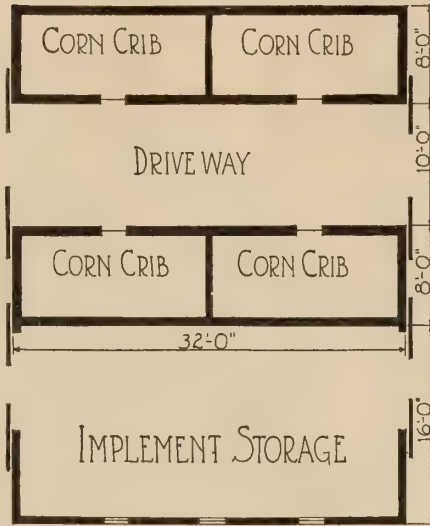 CORN CRIB CORN CRIB
8'-0"
DRIVE WAY
10'-0"
CORN CRIB CORN CRIB
8'-0"
32'-0"
16'-0"
IMPLEMENT STORAGE